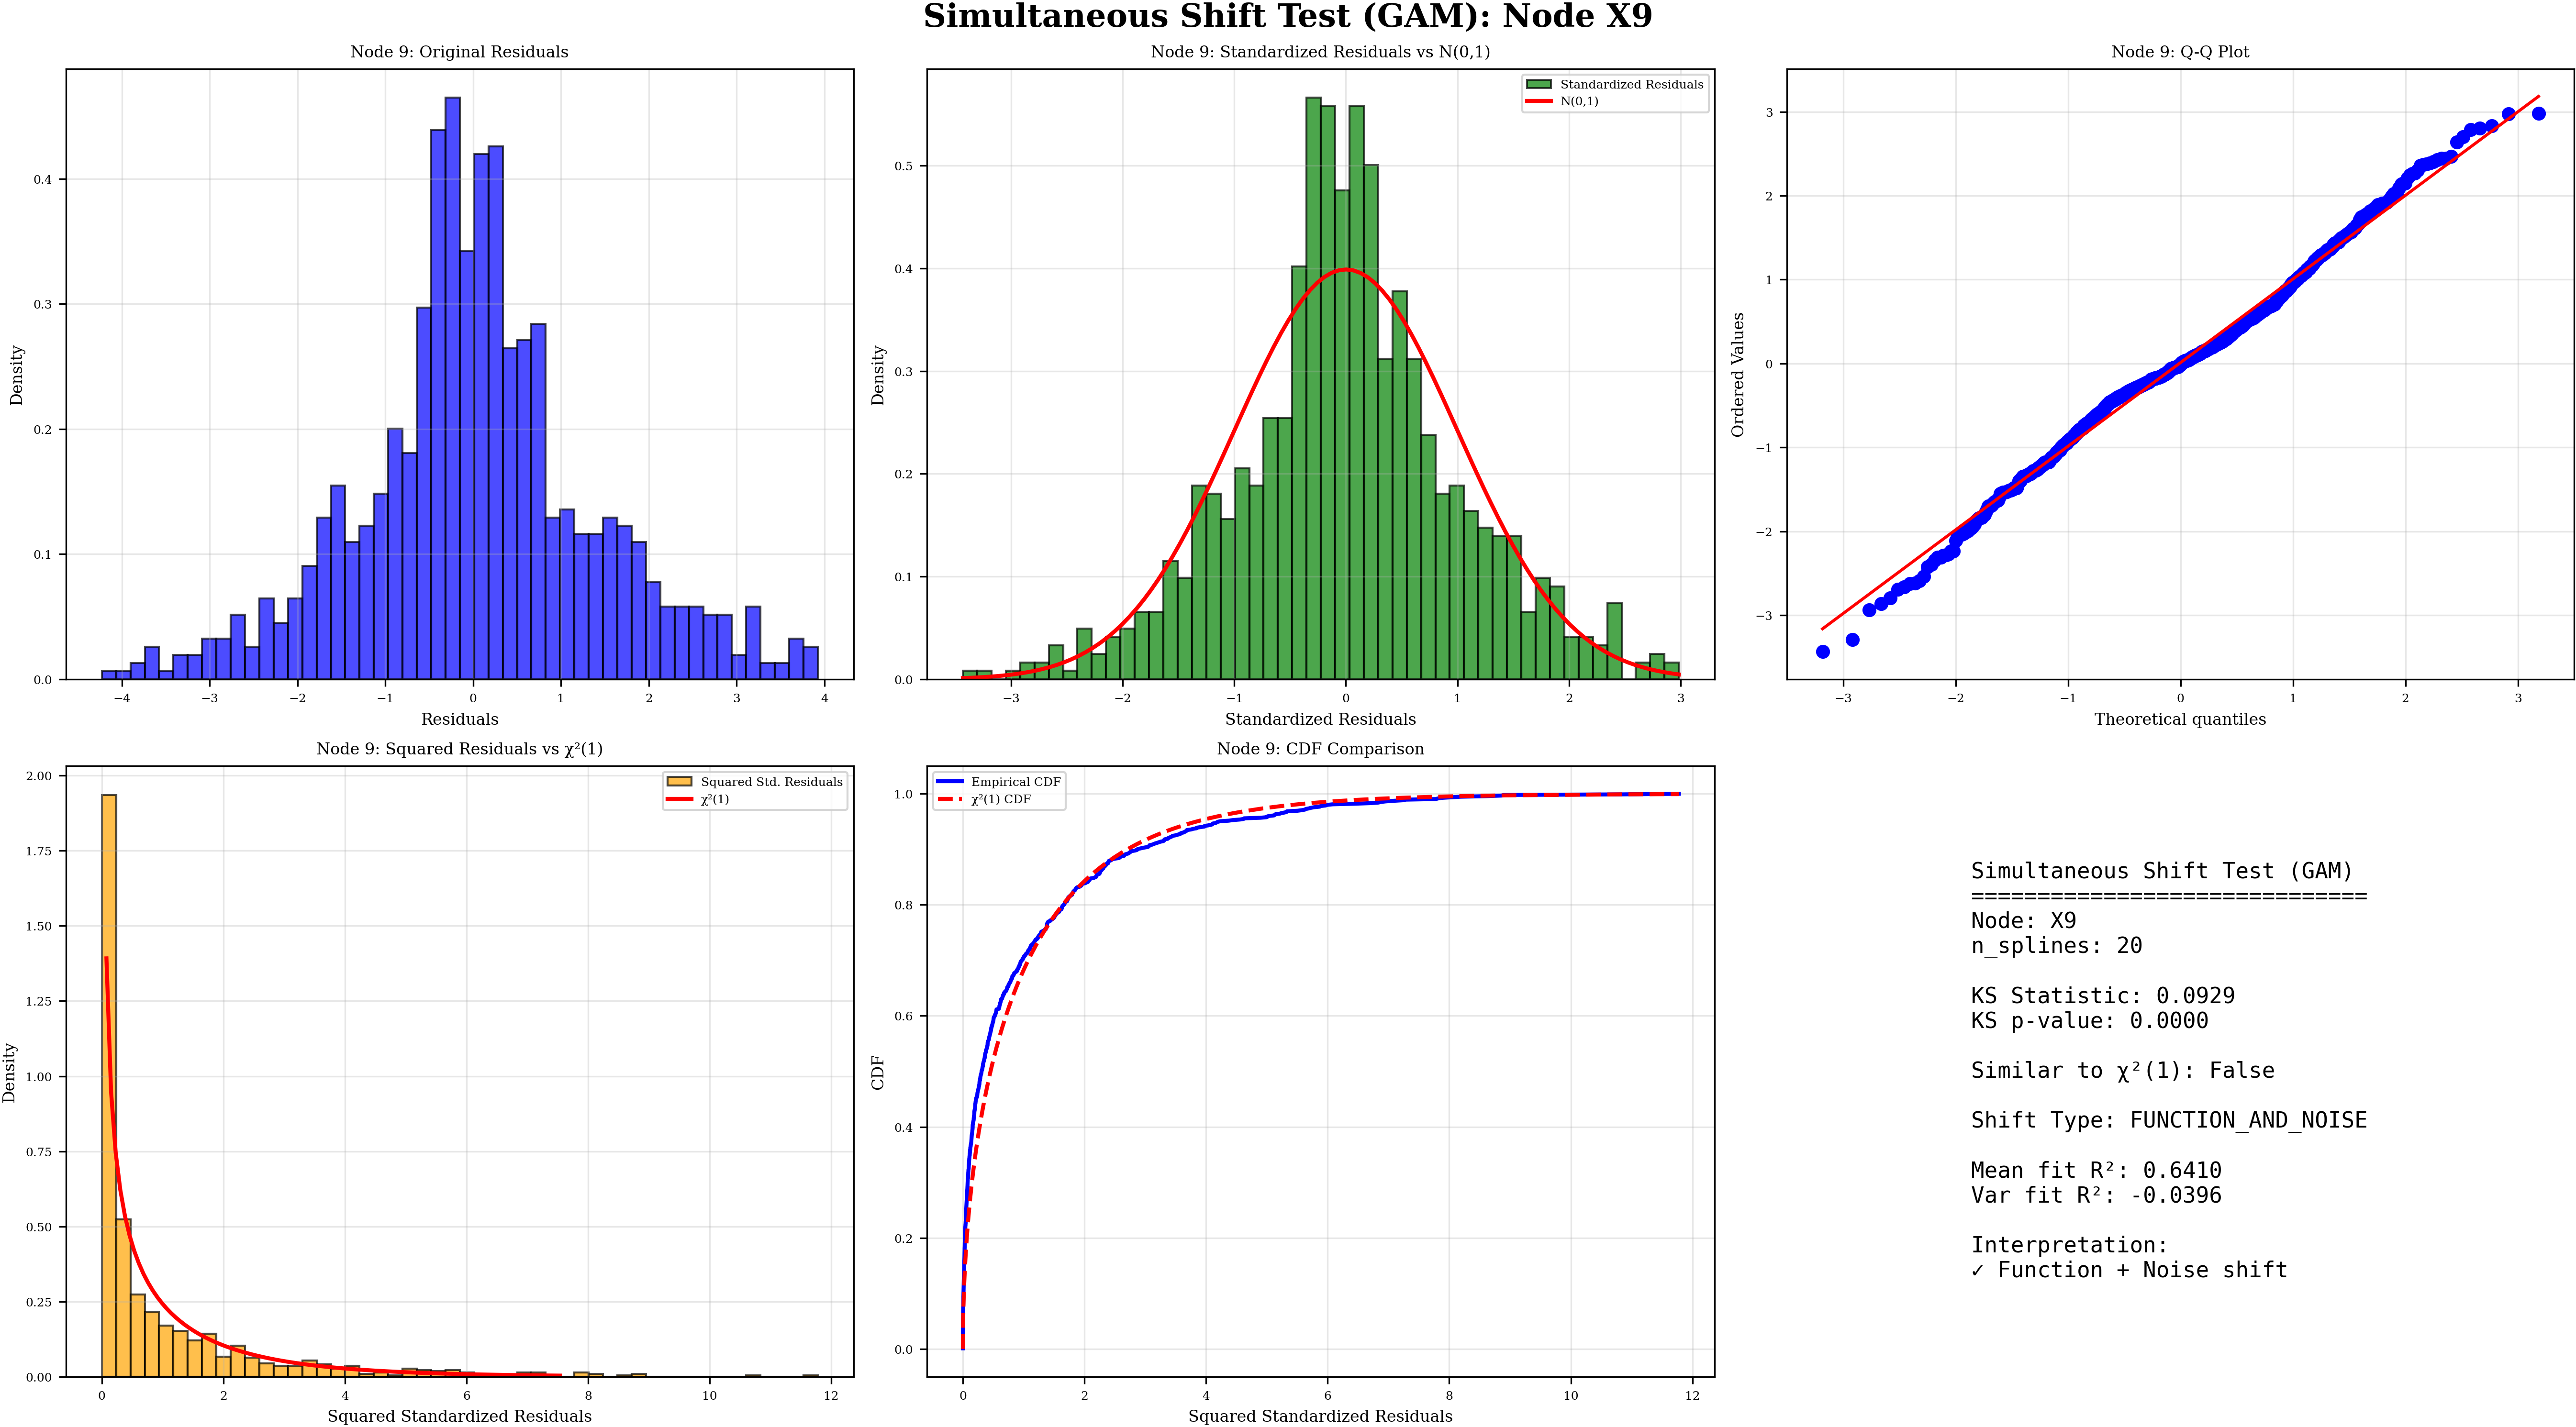 Simultaneous Shift Test (GAM): Node X9
Node 9: Original Residuals
Density
0.4
0.3
0.2
0.1
0.0
−4
−3
−2
−1
0
1
2
3
4
Residuals
Node 9: Standardized Residuals vs N(0,1)
Standardized Residuals
N(0,1)
Density
0.5
0.4
0.3
0.2
0.1
0.0
−3
−2
−1
0
1
2
3
Standardized Residuals
Node 9: Q-Q Plot
Ordered Values
3
2
1
0
−1
−2
−3
−3
−2
−1
0
1
2
3
Theoretical quantiles
Node 9: Squared Residuals vs χ²(1)
Squared Std. Residuals
χ²(1)
Density
2.00
1.75
1.50
1.25
1.00
0.75
0.50
0.25
0.00
0
2
4
6
8
10
12
Squared Standardized Residuals
Node 9: CDF Comparison
Empirical CDF
χ²(1) CDF
CDF
1.0
0.8
0.6
0.4
0.2
0.0
0
2
4
6
8
10
12
Squared Standardized Residuals
Simultaneous Shift Test (GAM)
==============================
Node: X9
n_splines: 20
KS Statistic: 0.0929
KS p-value: 0.0000
Similar to χ²(1): False
Shift Type: FUNCTION_AND_NOISE
Mean fit R²: 0.6410
Var fit R²: -0.0396
Interpretation:
✓ Function + Noise shift